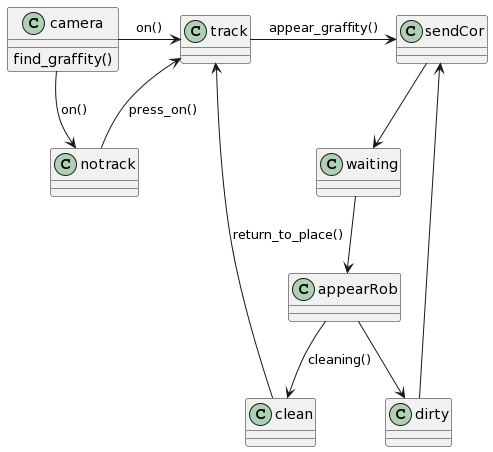 C camera
find_graffity()
on()
C track
appear_graffity()
C sendCor
on()
press_on()
C notrack
C waiting
return_to_place()
C appearRob
cleaning()
C clean
C dirty